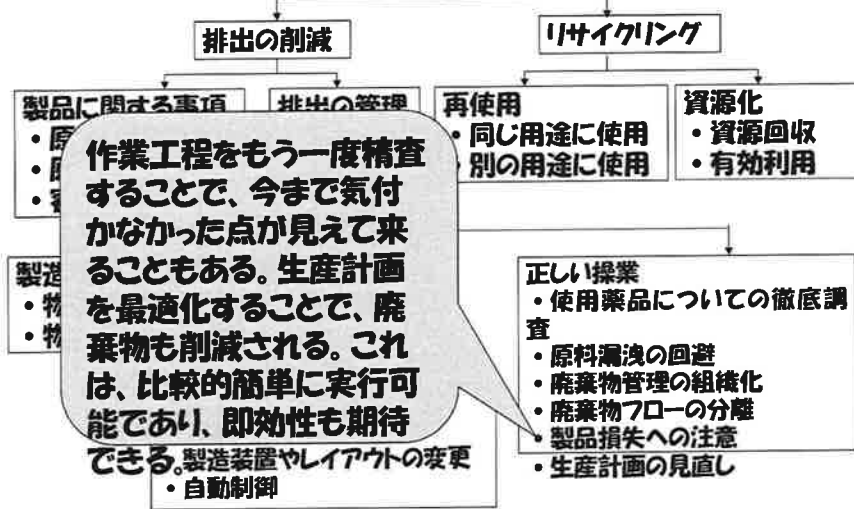 排出の削減
リサイクリング
製品に関する事項
排出の管理
再使用
・同じ用途に使用
・別の用途に使用
資源化
・資源回収
・有効利用
作業工程をもう一度精査
することで、今まで気付
かなかった点が見えて来
ることもある。生産計画
を最適化することで、廃
棄物も削減される。これ
は、比較的簡単に実行可
能であり、即効性も期待
できる。
製造
・物
・物
正しい操業
・使用薬品についての徹底調
査
・原料漏洩の回避
・廃棄物管理の組織化
・廃棄物フローの分離
・製品損失への注意
・生産計画の見直し
製造装置やレイアウトの変更
・自動制御